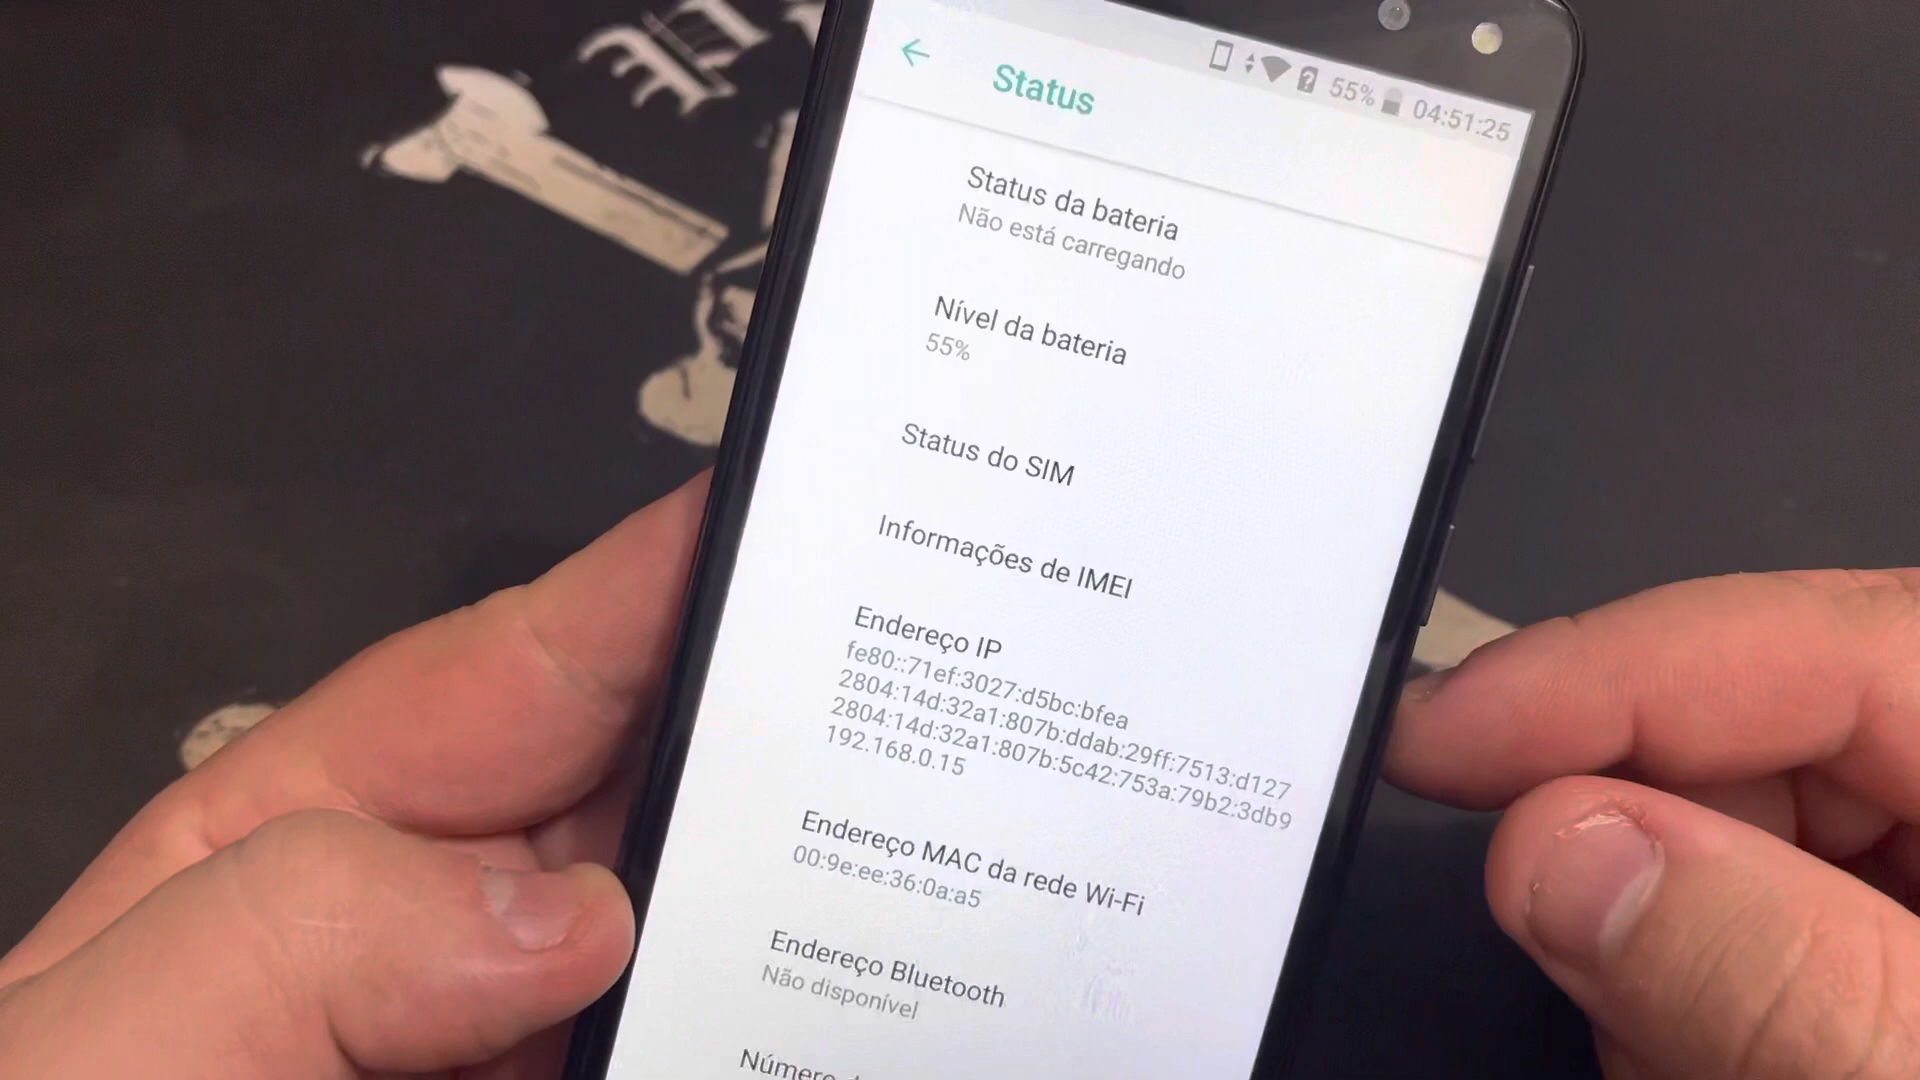 55% 04:51:25
Status
Status da bateria
Não está carregando
Nível da bateria
55%
Status do SIM
Informações de IMEI
Endereço IP
fe80::71ef:3027:d5bc:bfea
2804:14d:32a1:807b:ddab:29ff:7513:d127
2804:14d:32a1:807b:5c42:753a:79b2:3db9
192.168.0.15
Endereço MAC da rede Wi-Fi
00:9e:ee:36:0a:a5
Endereço Bluetooth
Não disponível
Número